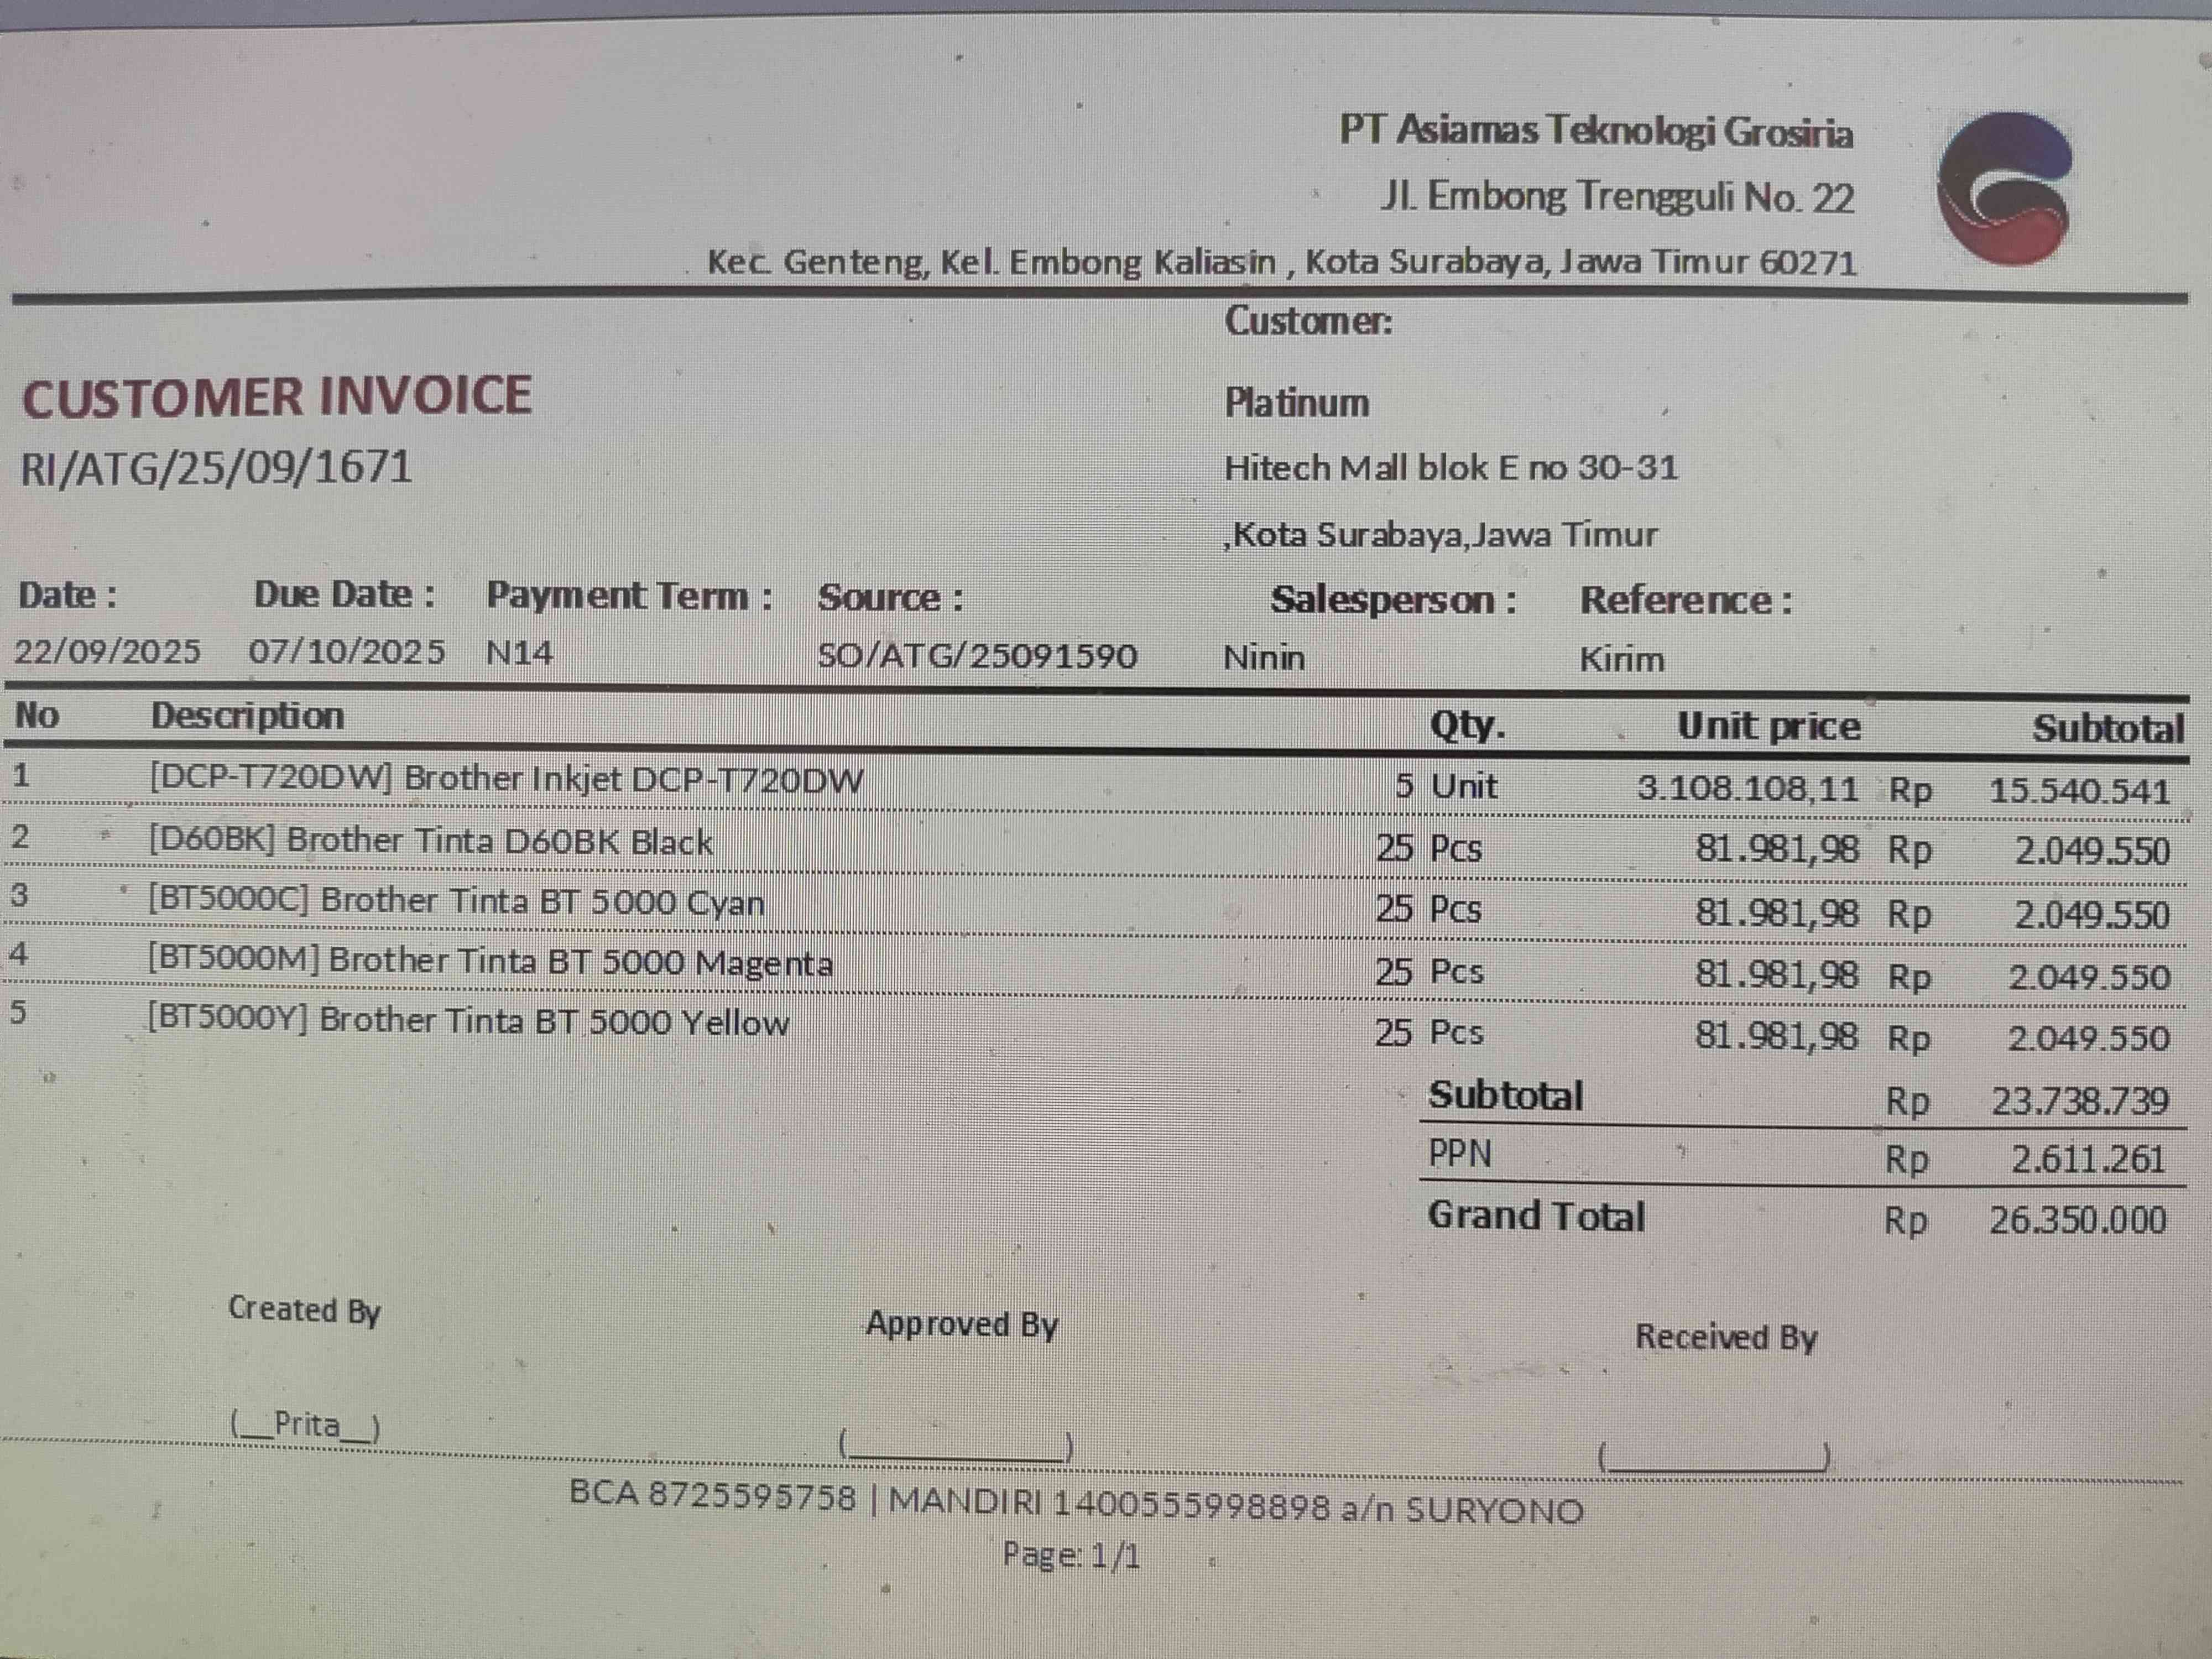 PT Asiamas Teknologi Grosiria
Jl. Embong Trengguli No. 22
Kec. Genteng, Kel. Embong Kaliasin , Kota Surabaya, Jawa Timur 60271
Customer:
CUSTOMER INVOICE
Platinum
RI/ATG/25/09/1671
Hitech Mall blok E no 30-31
,Kota Surabaya,Jawa Timur
Date : Due Date : Payment Term : Source : Salesperson : Reference :
22/09/2025 07/10/2025 N14 SO/ATG/25091590 Ninin Kirim
No Description Qty. Unit price Subtotal
1 [DCP-T720DW] Brother Inkjet DCP-T720DW 5 Unit 3.108.108,11 Rp 15.540.541
2 [D60BK] Brother Tinta D60BK Black 25 Pcs 81.981,98 Rp 2.049.550
3 [BT5000C] Brother Tinta BT 5000 Cyan 25 Pcs 81.981,98 Rp 2.049.550
4 [BT5000M] Brother Tinta BT 5000 Magenta 25 Pcs 81.981,98 Rp 2.049.550
5 [BT5000Y] Brother Tinta BT 5000 Yellow 25 Pcs 81.981,98 Rp 2.049.550
Subtotal Rp 23.738.739
PPN Rp 2.611.261
Grand Total Rp 26.350.000
Created By Approved By Received By
(__Prita__) (____________) (____________)
BCA 8725595758 | MANDIRI 1400555998898 a/n SURYONO
Page: 1/1